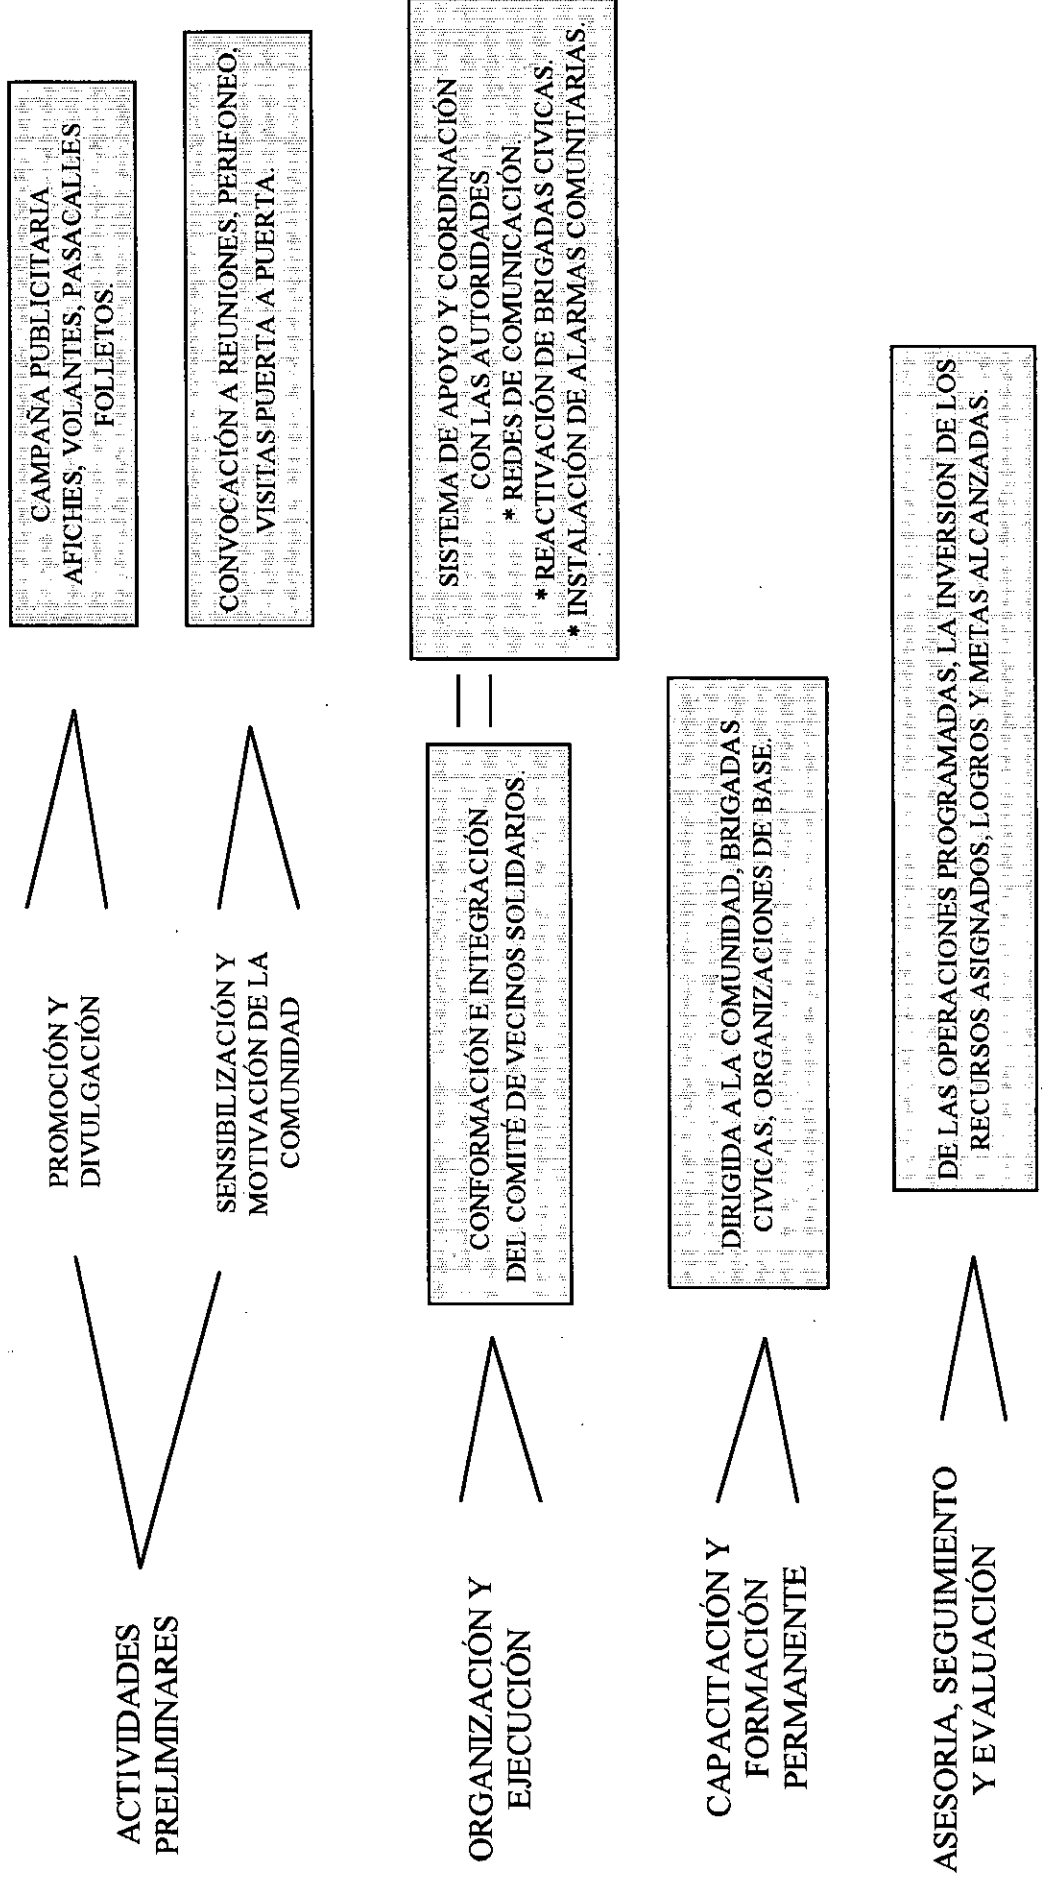 ACTIVIDADES
PRELIMINARES
PROMOCIÓN Y
DIVULGACIÓN
CAMPAÑA PUBLICITARIA
AFICHES, VOLANTES, PASACALLES
FOLLETOS.
SENSIBILIZACIÓN Y
MOTIVACIÓN DE LA
COMUNIDAD
CONVOCACIÓN A REUNIONES, PERIFONEO,
VISITAS PUERTA A PUERTA.
ORGANIZACIÓN Y
EJECUCIÓN
CONFORMACIÓN E INTEGRACIÓN
DEL COMITÉ DE VECINOS SOLIDARIOS.
SISTEMA DE APOYO Y COORDINACIÓN
CON LAS AUTORIDADES
* REDES DE COMUNICACIÓN.
* REACTIVACIÓN DE BRIGADAS CIVICAS.
* INSTALACIÓN DE ALARMAS COMUNITARIAS.
CAPACITACIÓN Y
FORMACIÓN
PERMANENTE
DIRIGIDA A LA COMUNIDAD, BRIGADAS
CIVICAS, ORGANIZACIONES DE BASE.
ASESORIA, SEGUIMIENTO
Y EVALUACIÓN
DE LAS OPERACIONES PROGRAMADAS, LA INVERSION DE LOS
RECURSOS ASIGNADOS, LOGROS Y METAS ALCANZADAS.